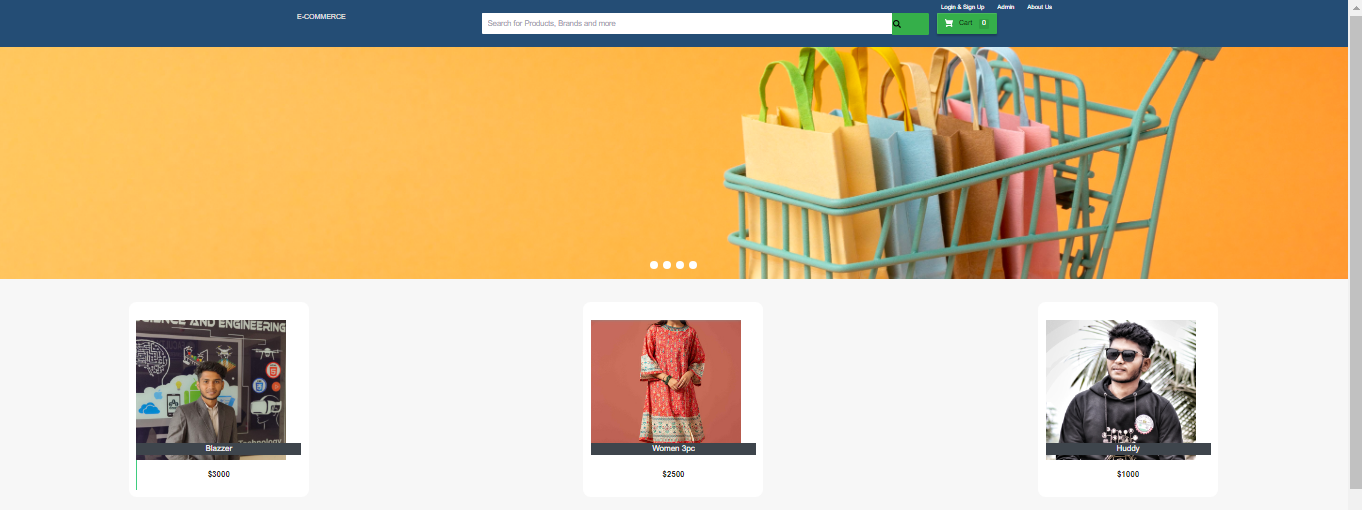 Login & Sign Up Admin About Us
E-COMMERCE
Search for Products, Brands and more
Cart 0
SCIENCE AND ENGINEERING
Technology
Blazzer
Women 3pc
Huddy
$3000
$2500
$1000